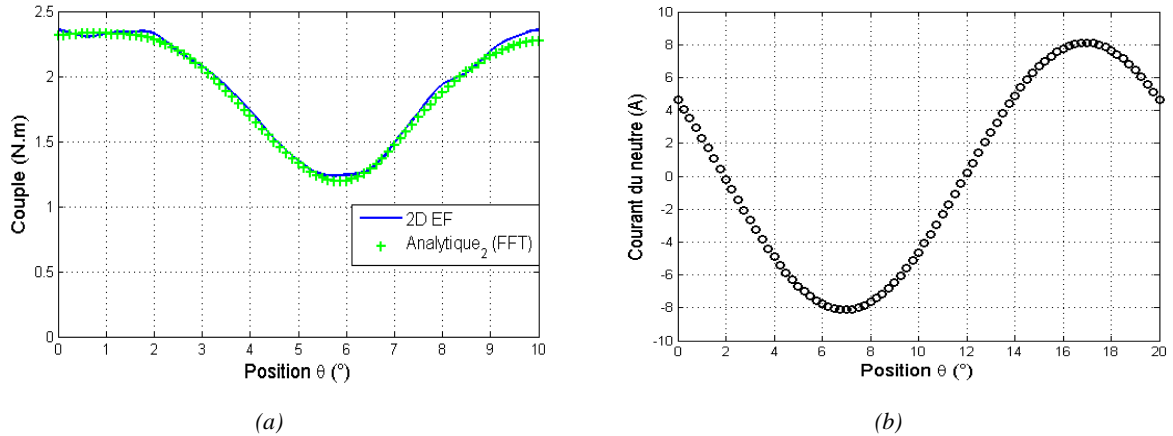 2.5
2
1.5
1
0.5
0
Couple (N.m)
2D EF
Analytique₂ (FFT)
0 1 2 3 4 5 6 7 8 9 10
Position θ (°)
(a)
10
8
6
4
2
0
-2
-4
-6
-8
-10
Courant du neutre (A)
0 2 4 6 8 10 12 14 16 18 20
Position θ (°)
(b)